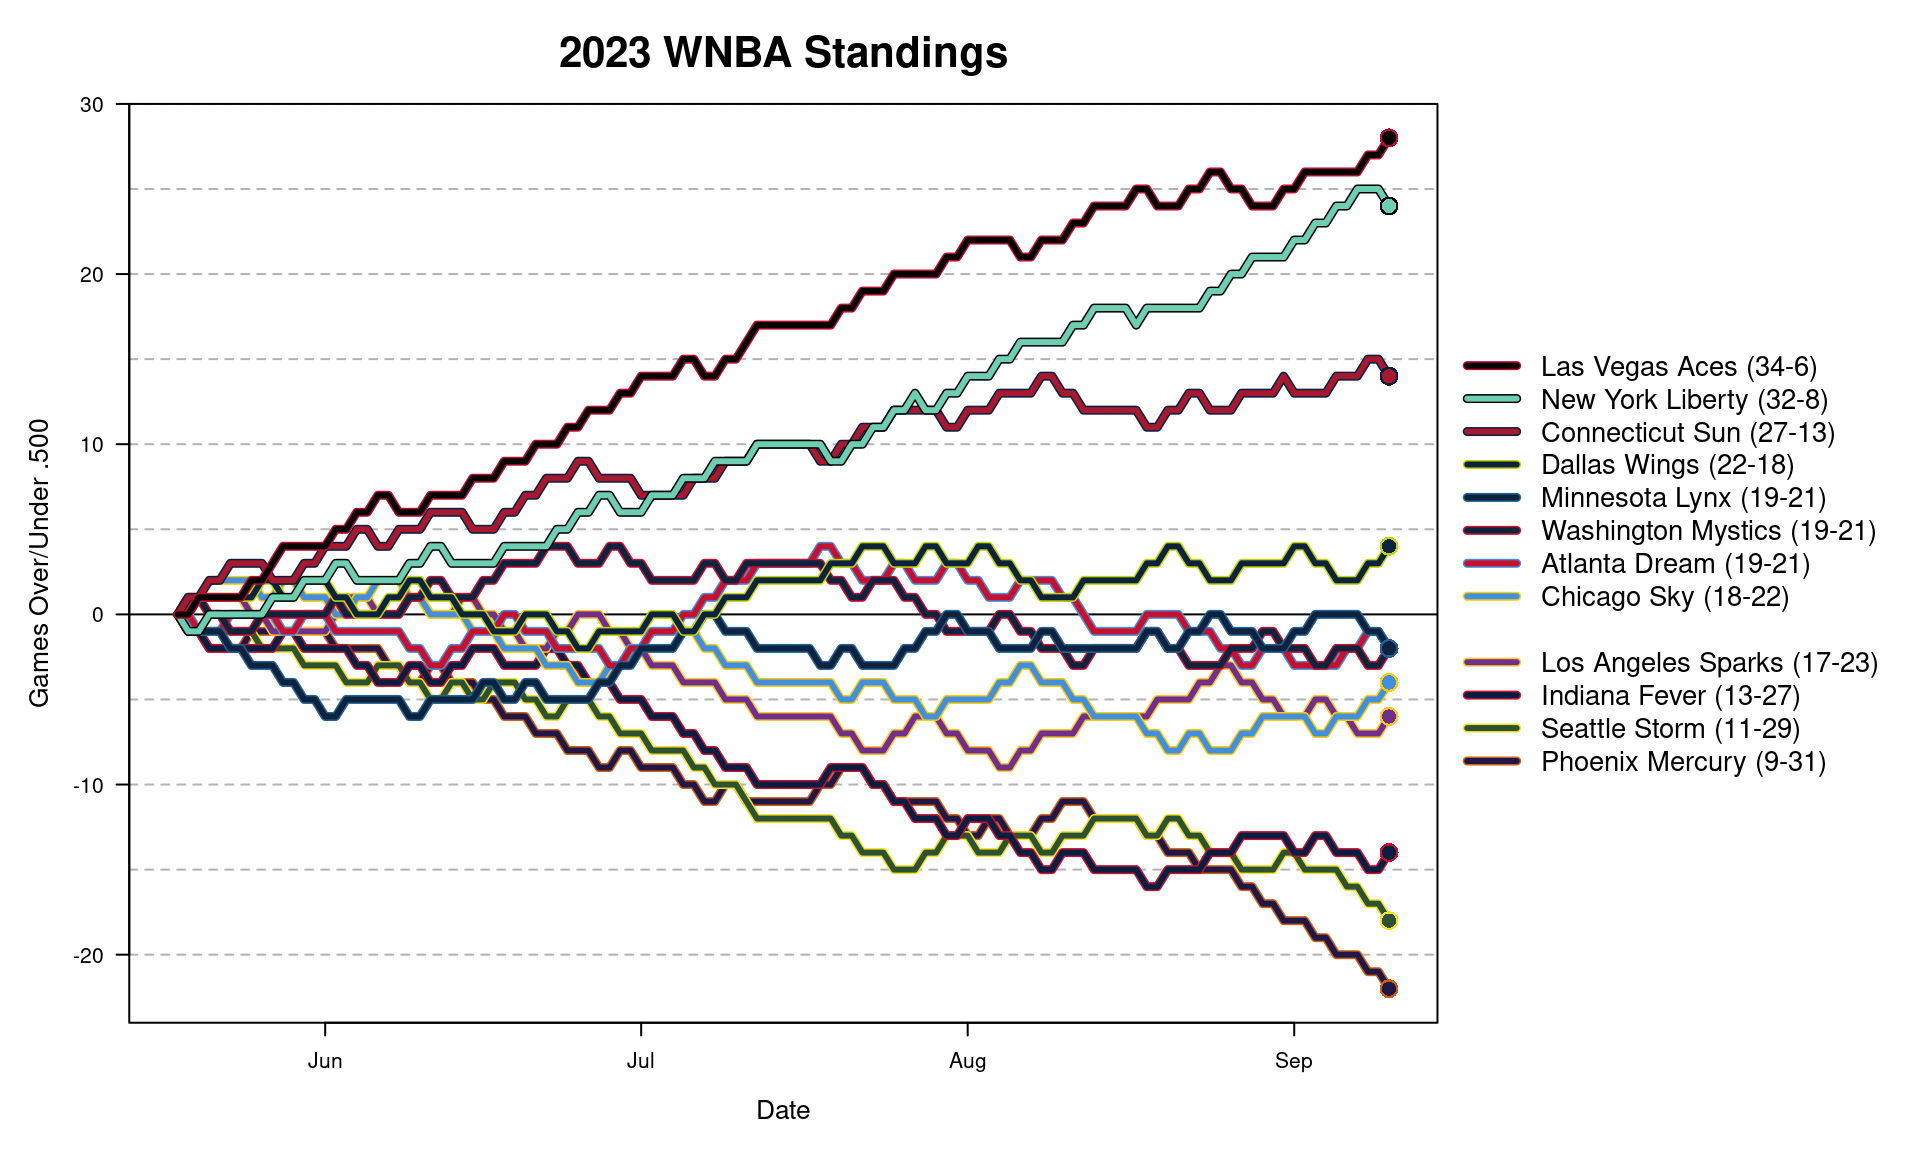 2023 WNBA Standings
30
20
10
0
-10
-20
Games Over/Under .500
Jun
Jul
Aug
Sep
Date
Las Vegas Aces (34-6)
New York Liberty (32-8)
Connecticut Sun (27-13)
Dallas Wings (22-18)
Minnesota Lynx (19-21)
Washington Mystics (19-21)
Atlanta Dream (19-21)
Chicago Sky (18-22)
Los Angeles Sparks (17-23)
Indiana Fever (13-27)
Seattle Storm (11-29)
Phoenix Mercury (9-31)